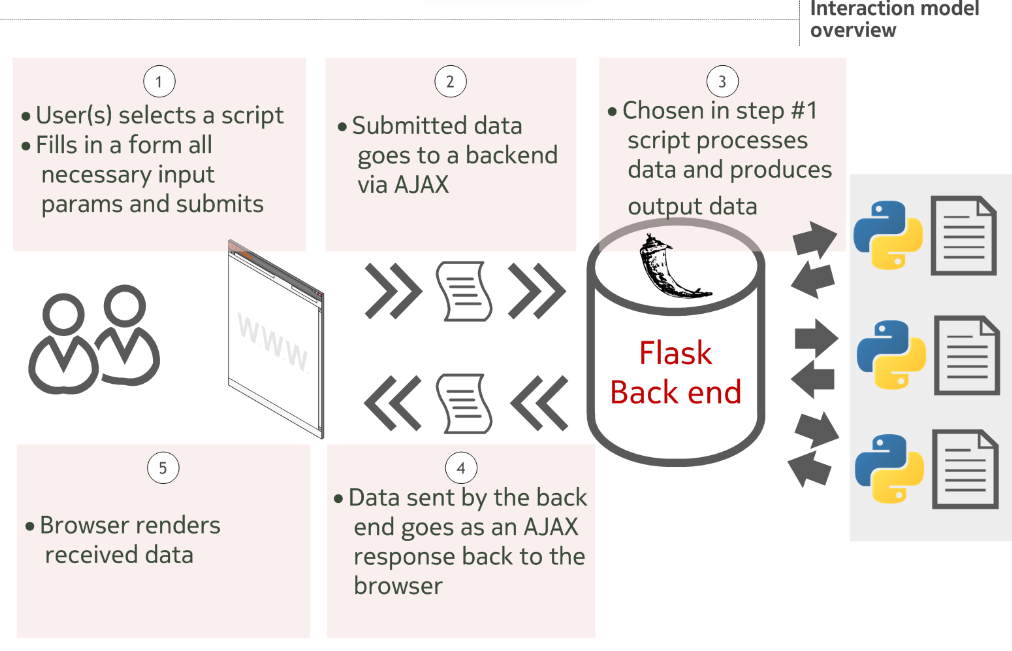 Interaction model
overview
1
• User(s) selects a script
• Fills in a form all
necessary input
params and submits
2
• Submitted data
goes to a backend
via AJAX
3
• Chosen in step #1
script processes
data and produces
output data
WWW
Flask
Back end
5
• Browser renders
received data
4
• Data sent by the back
end goes as an AJAX
response back to the
browser